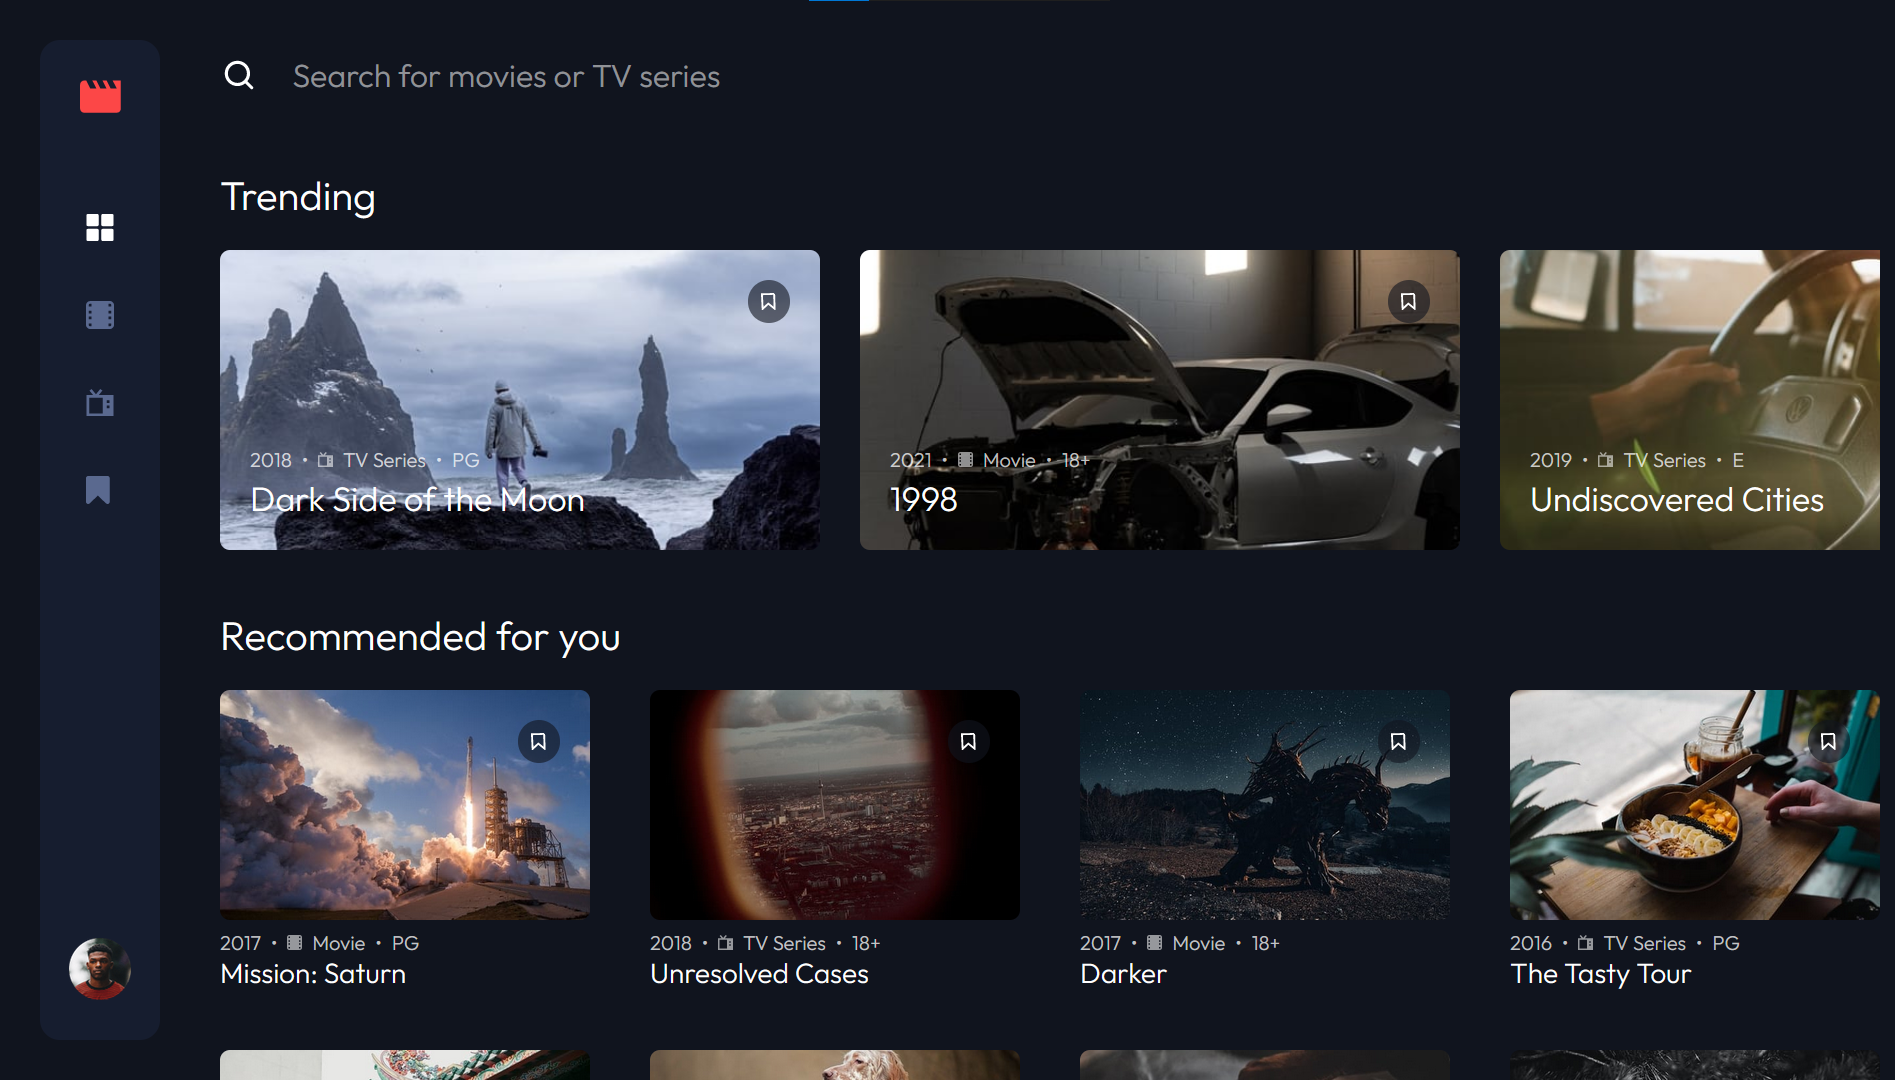 Search for movies or TV series
Trending
2018 • TV Series • PG
Dark Side of the Moon
2021 • Movie • 18+
1998
2019 • TV Series • E
Undiscovered Cities
Recommended for you
2017 • Movie • PG
Mission: Saturn
2018 • TV Series • 18+
Unresolved Cases
2017 • Movie • 18+
Darker
2016 • TV Series • PG
The Tasty Tour